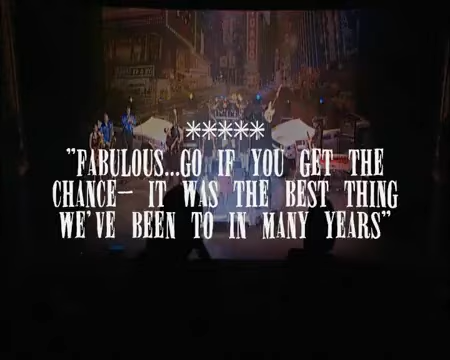 *****
”FABULOUS...GO IF YOU GET THE
CHANCE– IT WAS THE BEST THING
WE'VE BEEN TO IN MANY YEARS”